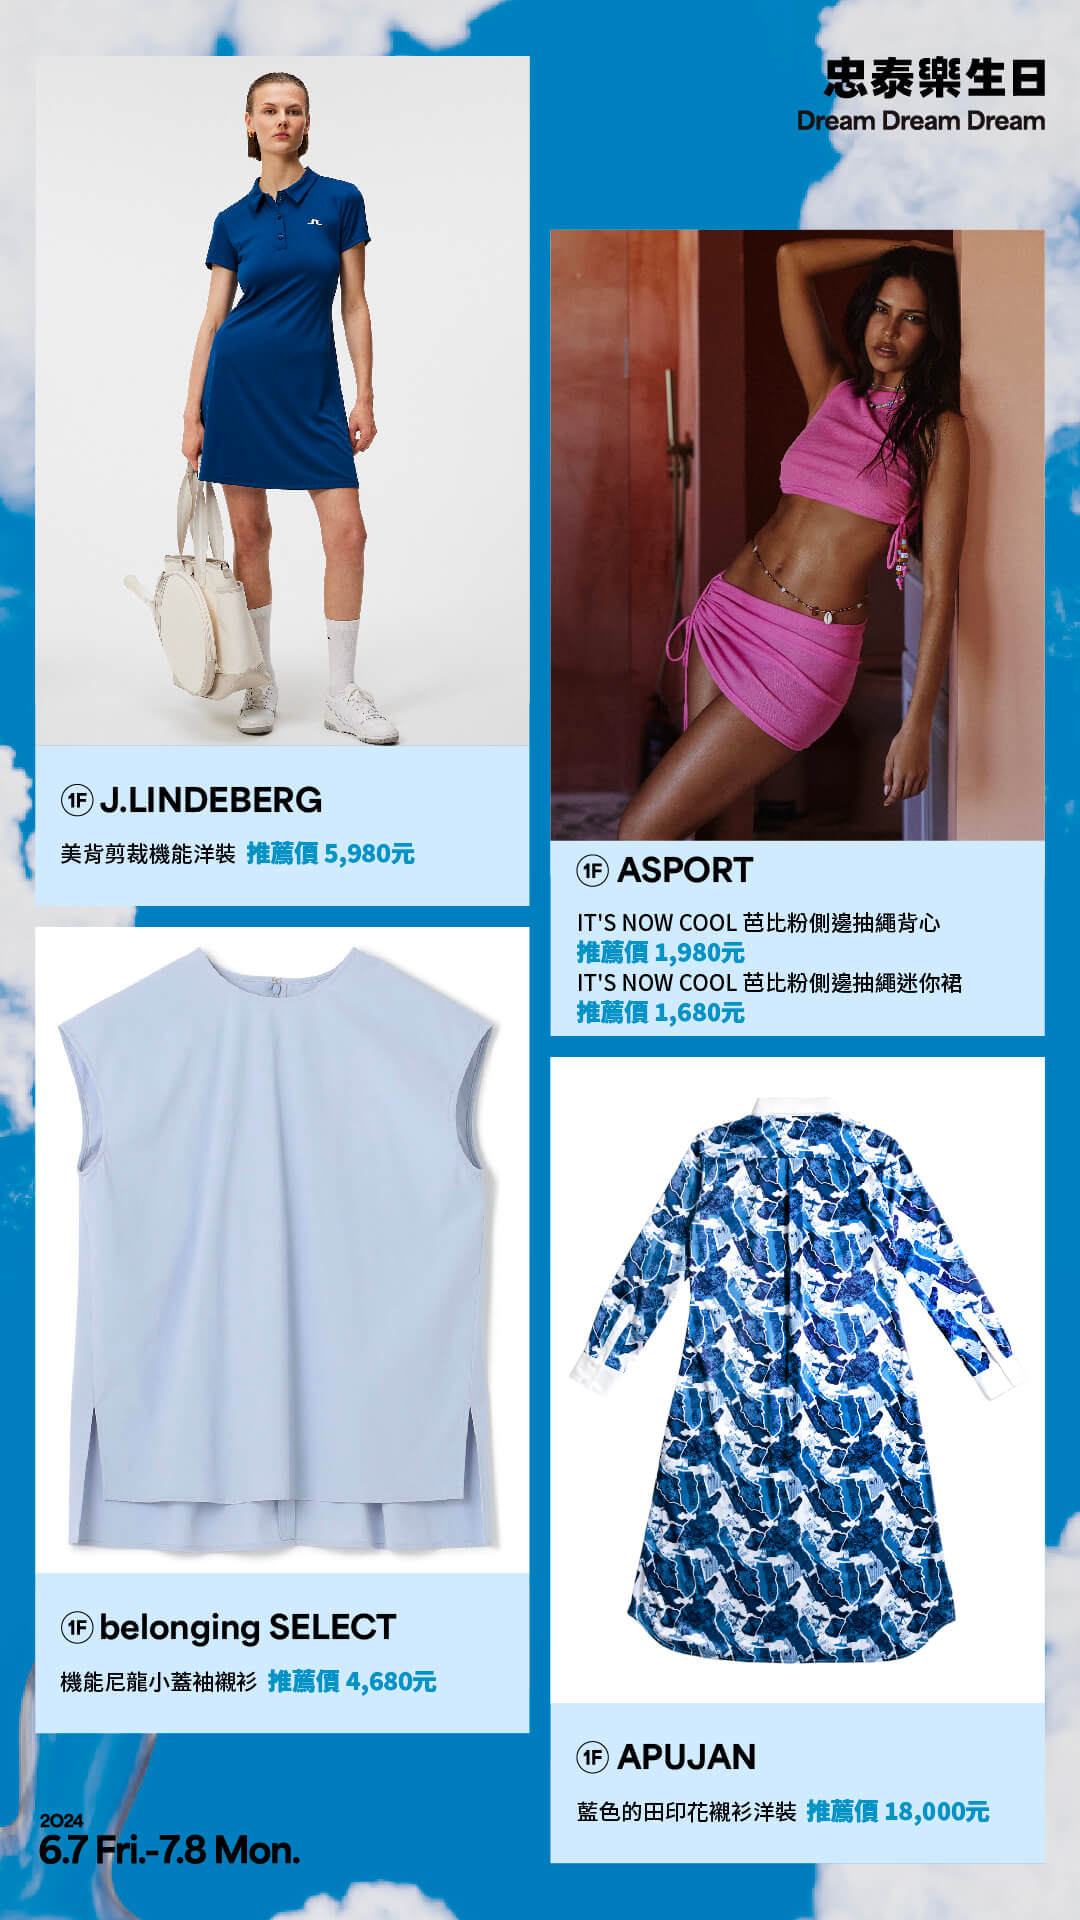 忠泰樂生日
Dream Dream Dream
1F J.LINDEBERG
美背剪裁機能洋裝 推薦價 5,980元
1F ASPORT
IT'S NOW COOL 芭比粉側邊抽繩背心
推薦價 1,980元
IT'S NOW COOL 芭比粉側邊抽繩迷你裙
推薦價 1,680元
1F belonging SELECT
機能尼龍小蓋袖襯衫 推薦價 4,680元
1F APUJAN
藍色的田印花襯衫洋裝 推薦價 18,000元
2024
6.7 Fri.-7.8 Mon.